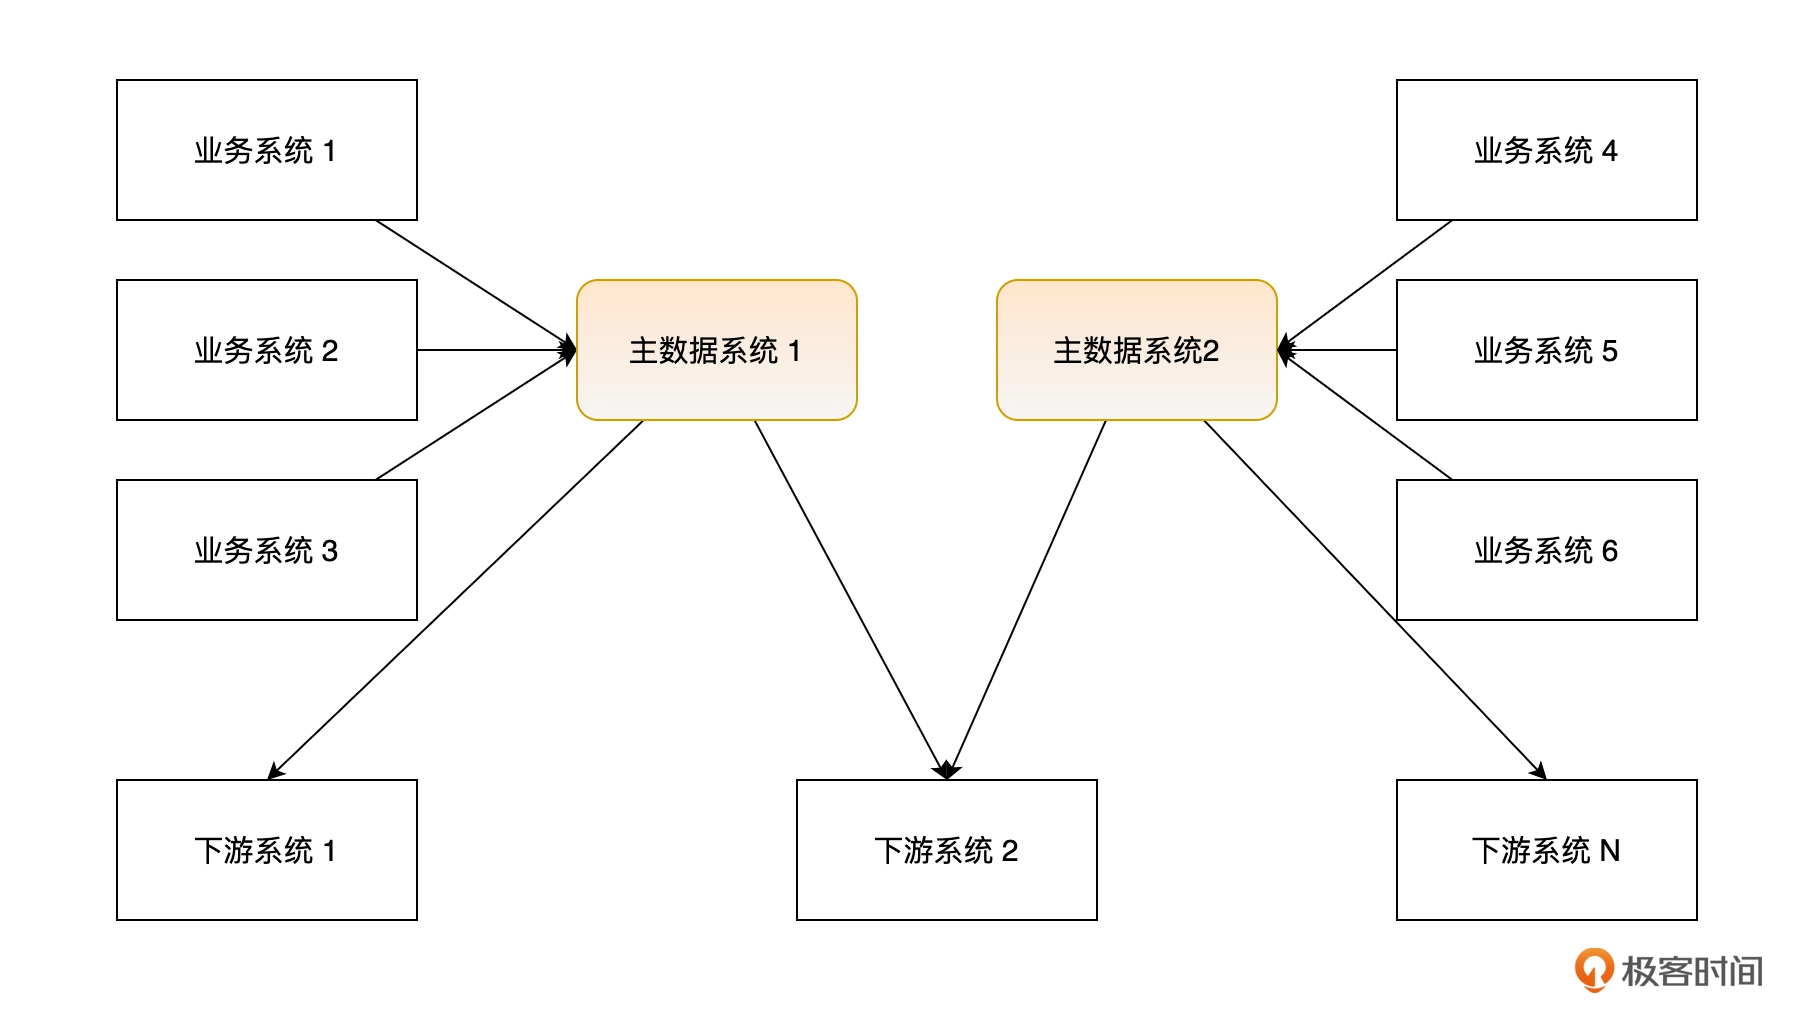 业务系统 1
业务系统 4
业务系统 2
主数据系统 1
主数据系统2
业务系统 5
业务系统 3
业务系统 6
下游系统 1
下游系统 2
下游系统 N
极客时间